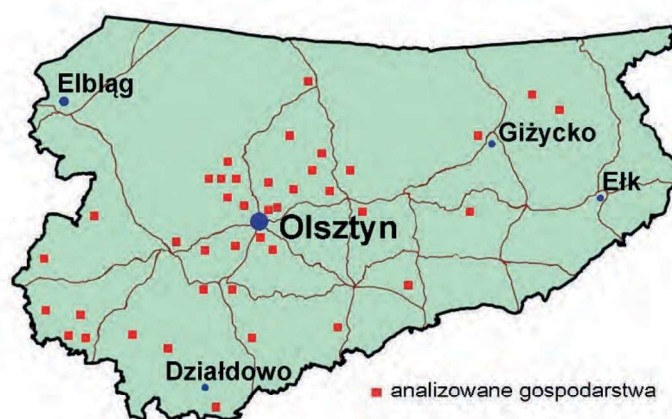 Elbląg
Giżycko
Ełk
Olsztyn
Działdowo
analizowane gospodarstwa